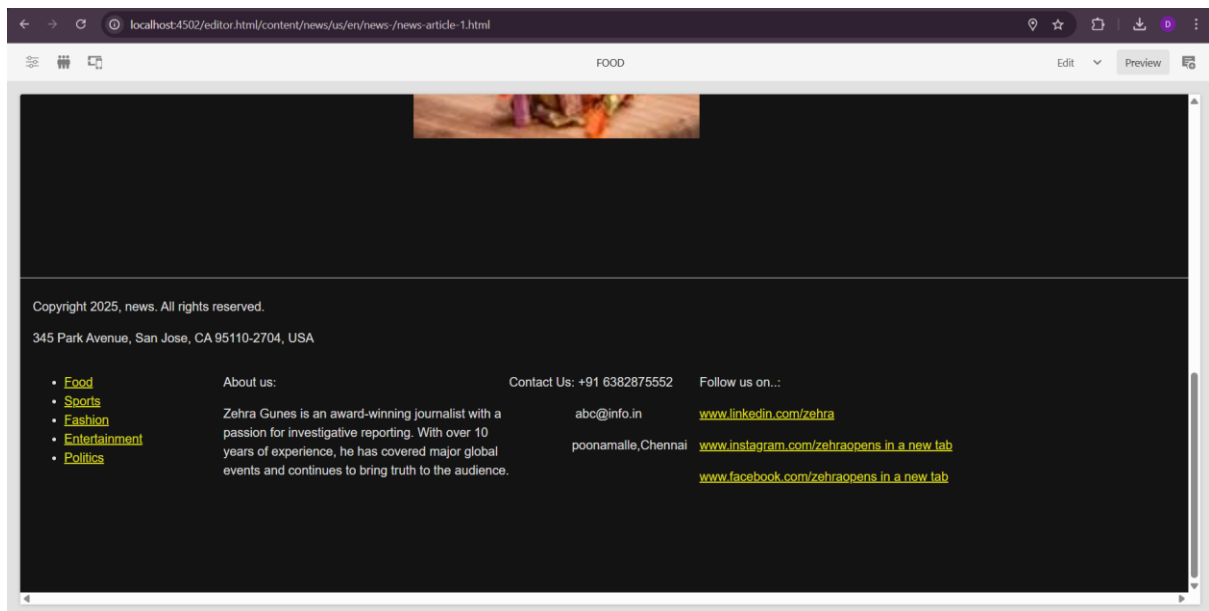 localhost:4502/editor.html/content/news/us/en/news-/news-article-1.html
D
FOOD
Edit
Preview
Copyright 2025, news. All rights reserved.
345 Park Avenue, San Jose, CA 95110-2704, USA
Food
Sports
Fashion
Entertainment
Politics
About us:
Zehra Gunes is an award-winning journalist with a
passion for investigative reporting. With over 10
years of experience, he has covered major global
events and continues to bring truth to the audience.
Contact Us: +91 6382875552
abc@info.in
poonamalle,Chennai
Follow us on..:
www.linkedin.com/zehra
www.instagram.com/zehraopens in a new tab
www.facebook.com/zehraopens in a new tab